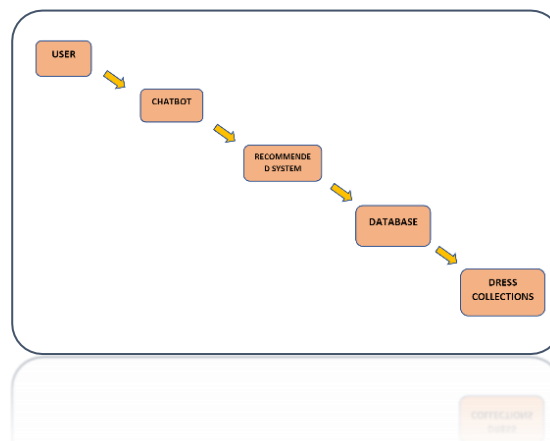 USER
CHATBOT
RECOMMENDE
D SYSTEM
DATABASE
DRESS
COLLECTIONS